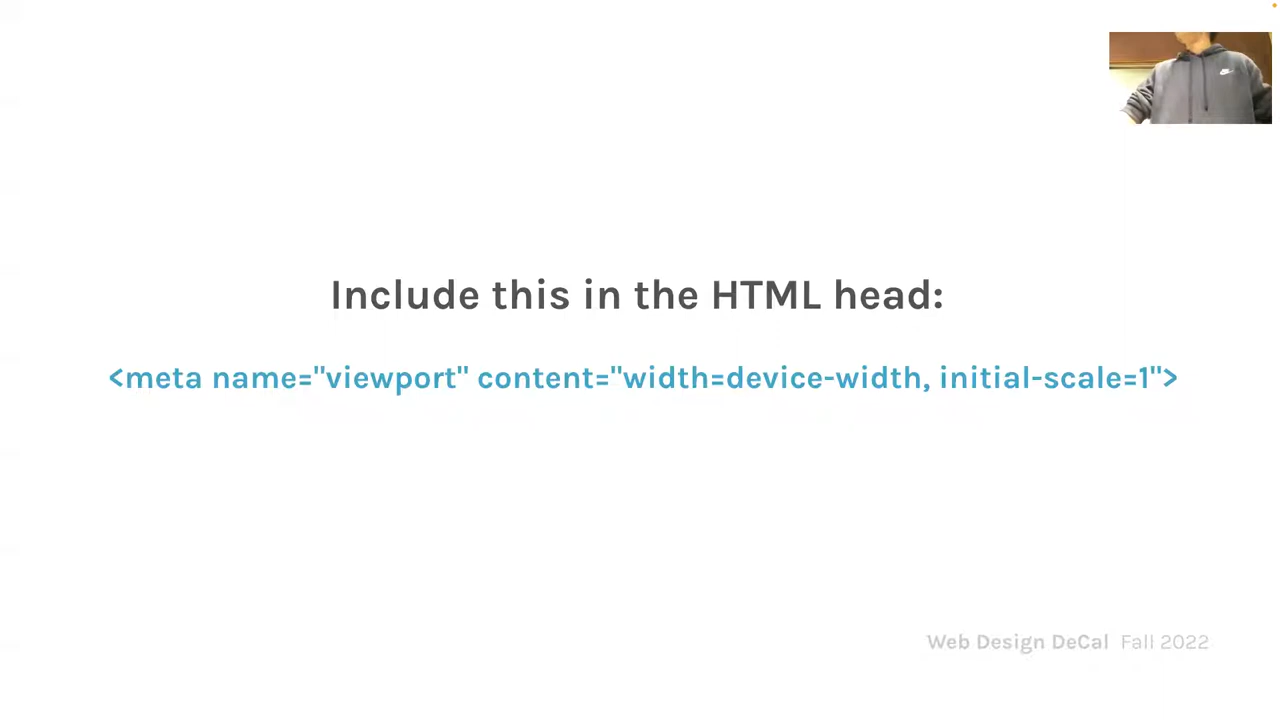 Include this in the HTML head:
<meta name="viewport" content="width=device-width, initial-scale=1">
Web Design DeCal Fall 2022